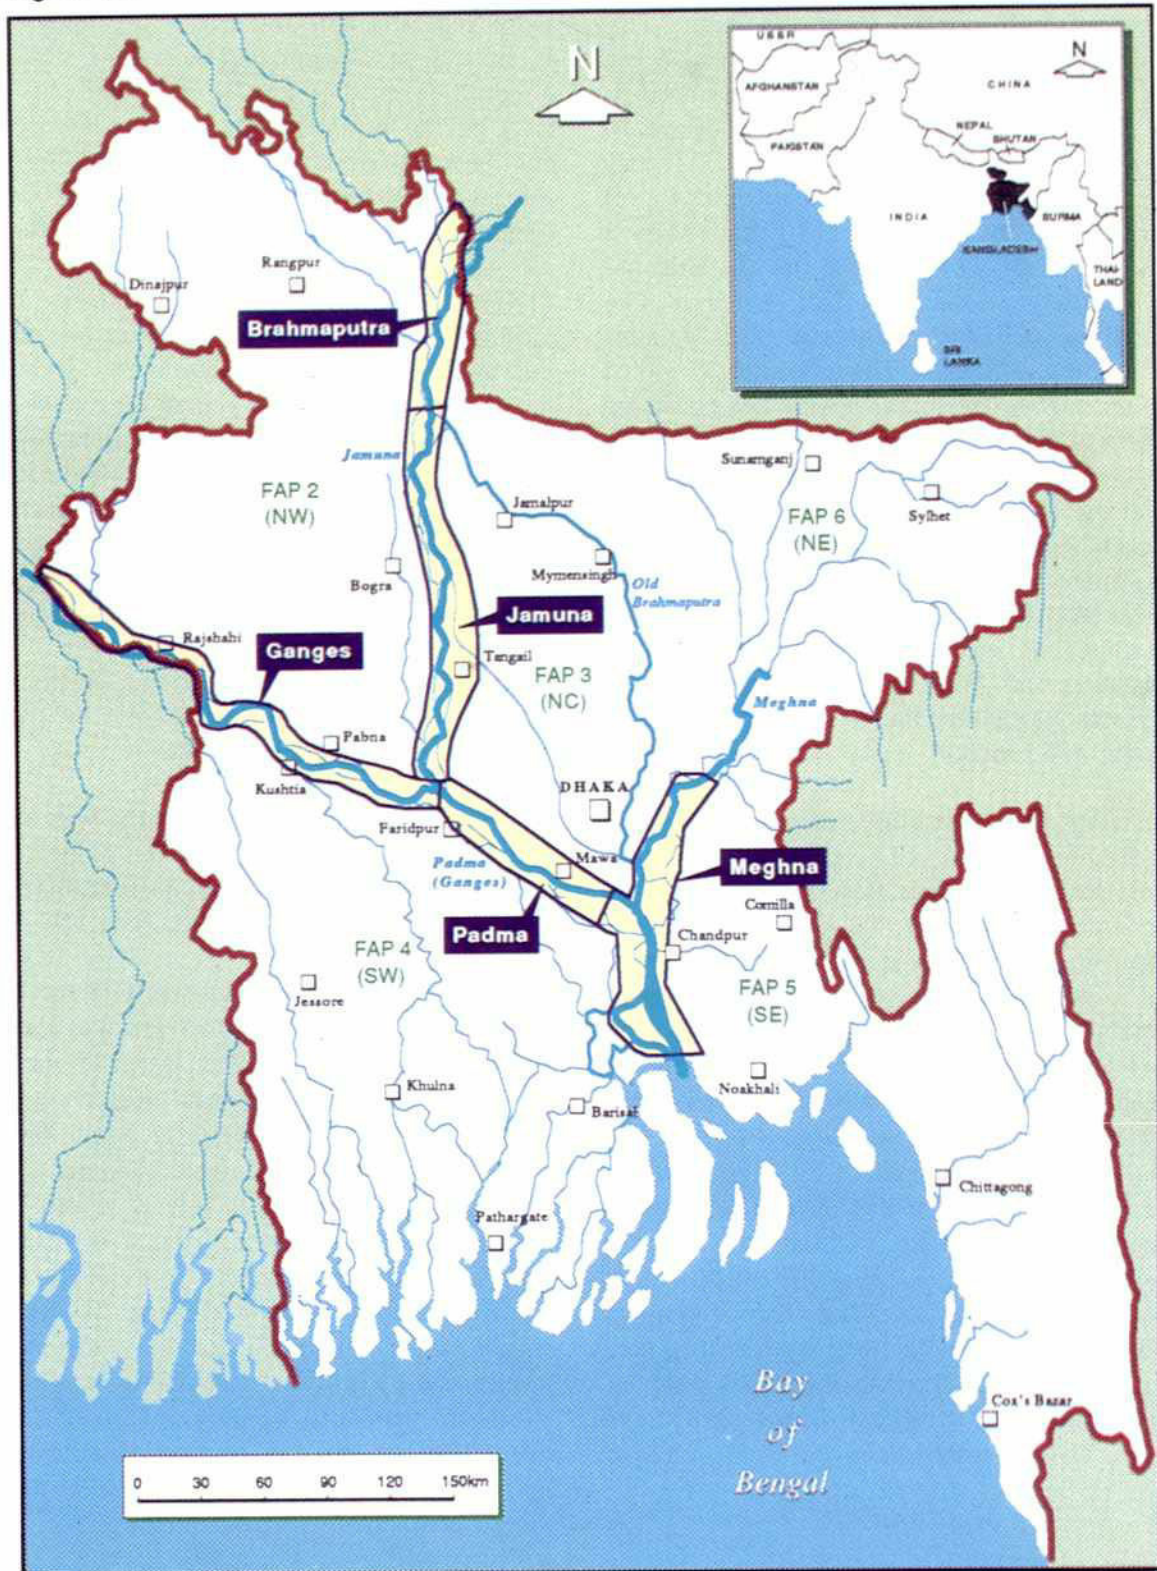 N
USSR
N
AFGHANISTAN
CHINA
NEPAL
BHUTAN
PAKISTAN
INDIA
BURMA
BANGLADESH
THAI-
LAND
SRI
LANKA
Rangpur
Dinajpur
Brahmaputra
Jamuna
Sunamganj
FAP 2
(NW)
Jamalpur
FAP 6
(NE)
Sylhet
Bogra
Mymensingh
Old
Brahmaputra
Jamuna
Rajshahi
Ganges
Tangail
FAP 3
(NC)
Meghna
Pabna
Kushtia
DHAKA
Faridpur
Padma
(Ganges)
Mawa
Meghna
Comilla
Padma
Chandpur
FAP 4
(SW)
Jessore
FAP 5
(SE)
Khulna
Noakhali
Barisal
Chittagong
Pathargate
Bay
of
Bengal
Cox's Bazar
0 30 60 90 120 150km